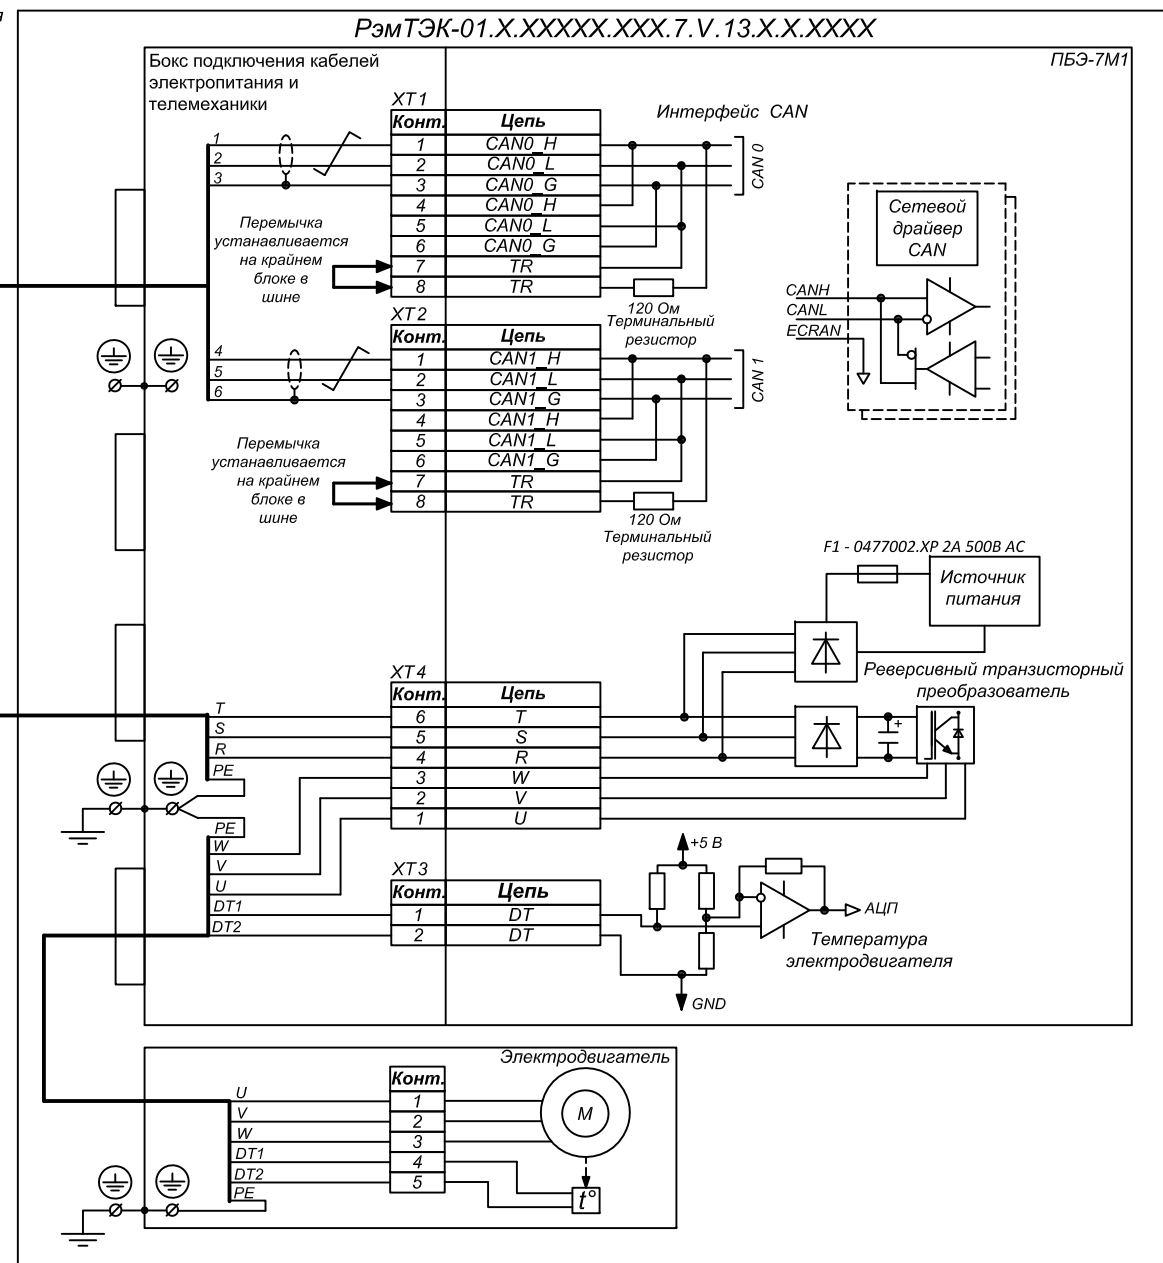 я
РэмТЭК-01.X.XXXXX.XXX.7.V.13.X.X.XXXX
Бокс подключения кабелей
электропитания и
телемеханики
ПБЭ-7М1
XT1
Конт. Цепь
1 CAN0_H
2 CAN0_L
3 CAN0_G
4 CAN0_H
5 CAN0_L
6 CAN0_G
7 TR
8 TR
1
2
3
Перемычка
устанавливается
на крайнем
блоке в
шине
Интерфейс CAN
CAN 0
120 Ом
Терминальный
резистор
Сетевой
драйвер
CAN
CANH
CANL
ECRAN
XT2
Конт. Цепь
1 CAN1_H
2 CAN1_L
3 CAN1_G
4 CAN1_H
5 CAN1_L
6 CAN1_G
7 TR
8 TR
4
5
6
Перемычка
устанавливается
на крайнем
блоке в
шине
CAN 1
120 Ом
Терминальный
резистор
F1 - 0477002.XP 2A 500B AC
Источник
питания
Реверсивный транзисторный
преобразователь
+
XT4
Конт. Цепь
6 T
5 S
4 R
3 W
2 V
1 U
T
S
R
PE
PE
W
V
U
DT1
DT2
XT3
Конт. Цепь
1 DT
2 DT
+5 В
GND
АЦП
Температура
электродвигателя
Электродвигатель
Конт.
1
2
3
4
5
U
V
W
DT1
DT2
PE
M
t°